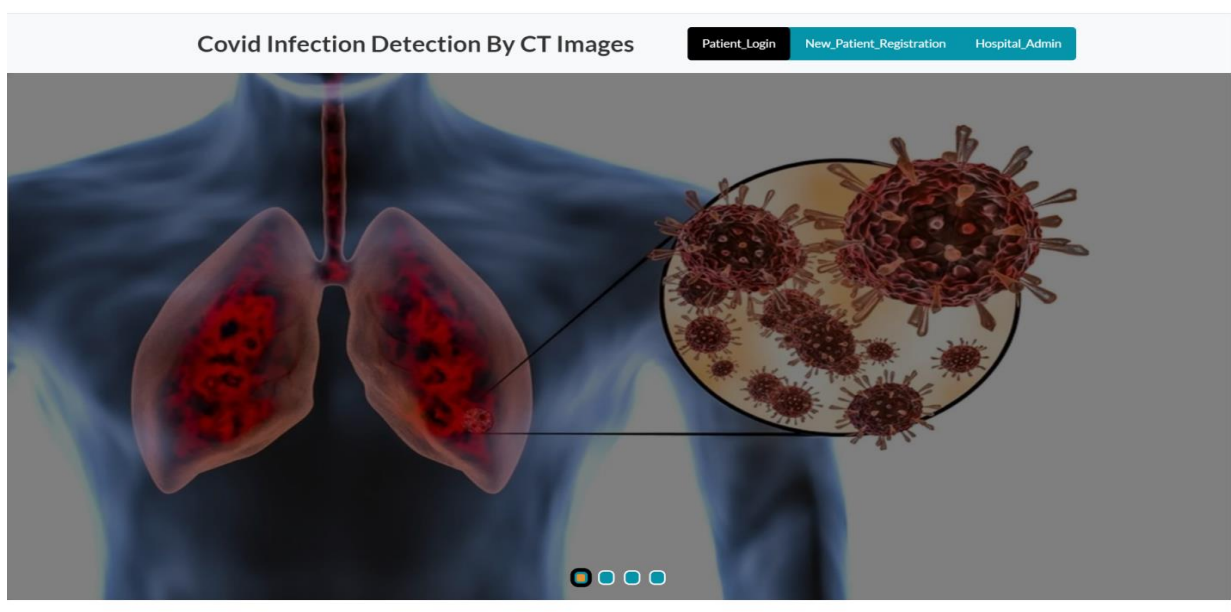 Covid Infection Detection By CT Images
Patient_Login New_Patient_Registration Hospital_Admin